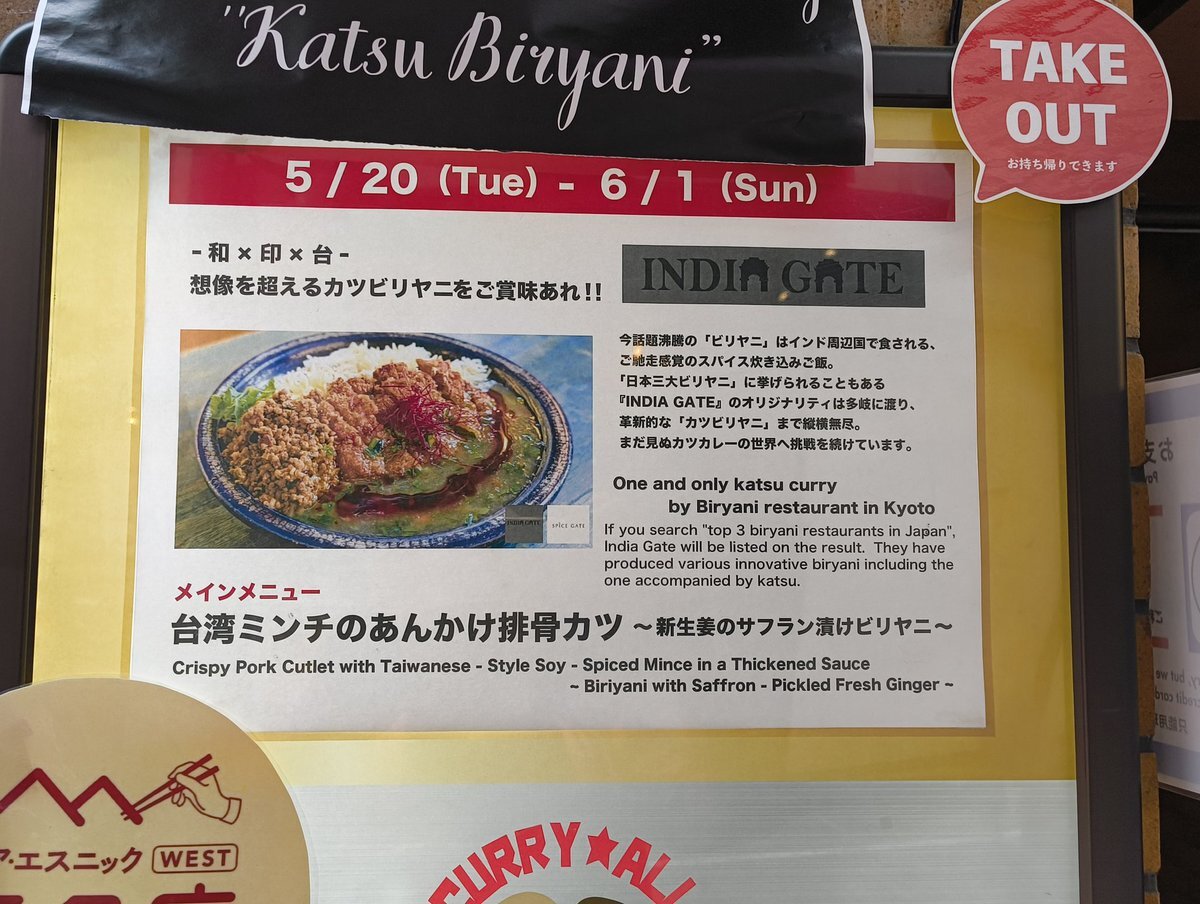 "Katsu Biryani"
TAKE
OUT
お持ち帰りできます
5 / 20 (Tue) - 6 / 1 (Sun)
- 和 × 印 × 台 -
想像を超えるカツビリヤニをご賞味あれ!!
INDIA GATE
今話題沸騰の「ビリヤニ」はインド周辺国で食される、
ご馳走感覚のスパイス炊き込みご飯。
「日本三大ビリヤニ」に挙げられることもある
『INDIA GATE』のオリジナリティは多岐に渡り、
革新的な「カツビリヤニ」まで縦横無尽。
まだ見ぬカツカレーの世界へ挑戦を続けています。
One and only katsu curry
by Biryani restaurant in Kyoto
If you search "top 3 biryani restaurants in Japan",
India Gate will be listed on the result. They have
produced various innovative biryani including the
one accompanied by katsu.
INDIA GATE
SPICE GATE
メインメニュー
台湾ミンチのあんかけ排骨カツ ～新生姜のサフラン漬けビリヤニ～
Crispy Pork Cutlet with Taiwanese - Style Soy - Spiced Mince in a Thickened Sauce
~ Biriyani with Saffron - Pickled Fresh Ginger ~
ア・エスニック WEST
CURRY★ALL